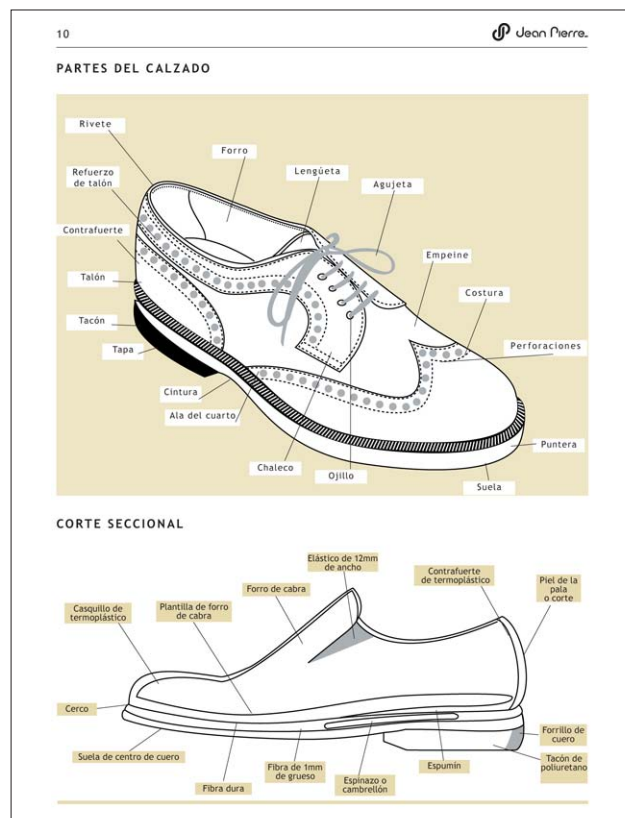 10
Jean Pierre
PARTES DEL CALZADO
Rivete
Forro
Lengüeta
Agujeta
Refuerzo
de talón
Contrafuerte
Empeine
Costura
Talón
Tacón
Perforaciones
Tapa
Cintura
Ala del cuarto
Puntera
Chaleco
Ojillo
Suela
CORTE SECCIONAL
Elástico de 12mm
de ancho
Contrafuerte
de termoplástico
Piel de la
pala
o corte
Forro de cabra
Casquillo de
termoplástico
Plantilla de forro
de cabra
Cerco
Suela de centro de cuero
Fibra dura
Fibra de 1mm
de grueso
Espinazo o
cambrellón
Espumín
Forrillo de
cuero
Tacón de
poliuretano